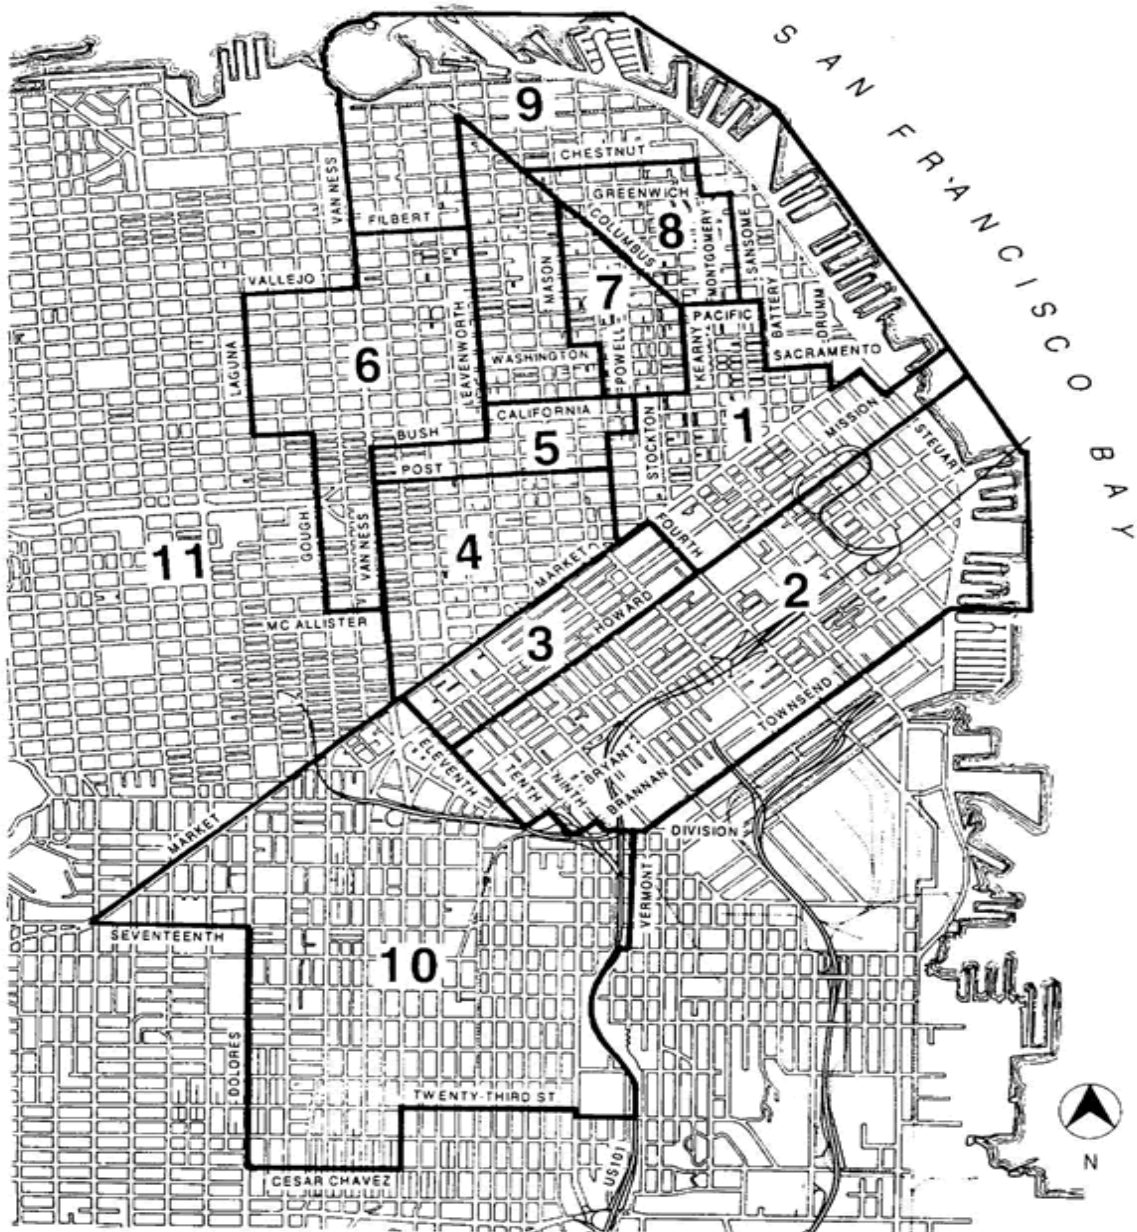 SAN FRANCISCO BAY
9
CHESTNUT
VAN NESS
GREENWICH
FILBERT
COLUMBUS
8
MONTGOMERY
SANSOME
MASON
7
VALLEJO
PACIFIC
BATTERY
DRUMM
LAGUNA
6
LEAVENWORTH
WASHINGTON
POWELL
KEARNY
SACRAMENTO
CALIFORNIA
1
MISSION
BUSH
5
STOCKTON
STEUART
POST
GOUGH
VAN NESS
4
MARKET
FOURTH
11
2
HOWARD
MC ALLISTER
3
TOWNSEND
ELEVENTH
TENTH
NINTH
BRYANT
BRANNAN
MARKET
DIVISION
VERMONT
SEVENTEENTH
10
DOLORES
TWENTY-THIRD ST
US101
CESAR CHAVEZ
N